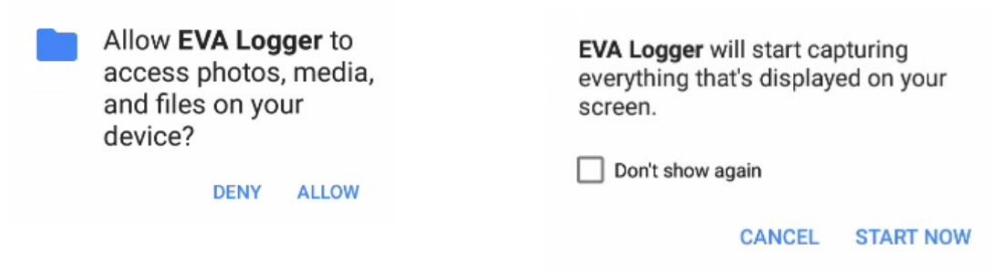 Allow EVA Logger to
access photos, media,
and files on your
device?
DENY ALLOW
EVA Logger will start capturing
everything that's displayed on your
screen.
Don't show again
CANCEL START NOW